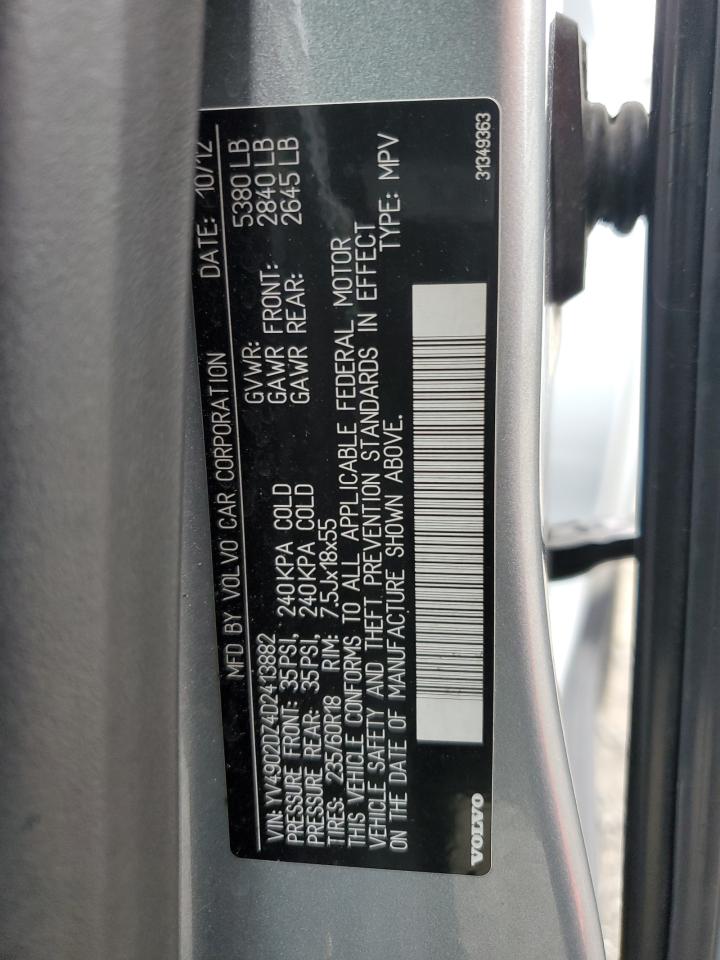 MFD BY VOLVO CAR CORPORATION DATE: 10/12
VIN: YV4902DZ4D2413882 GVWR: 5380 LB
PRESSURE FRONT: 35PSI, 240KPA COLD GAWR FRONT: 2840 LB
PRESSURE REAR: 35PSI, 240KPA COLD GAWR REAR: 2645 LB
TIRES: 235/60R18 RIM: 7.5Jx18x55
THIS VEHICLE CONFORMS TO ALL APPLICABLE FEDERAL MOTOR
VEHICLE SAFETY AND THEFT PREVENTION STANDARDS IN EFFECT
ON THE DATE OF MANUFACTURE SHOWN ABOVE. TYPE: MPV
VOLVO 31349363